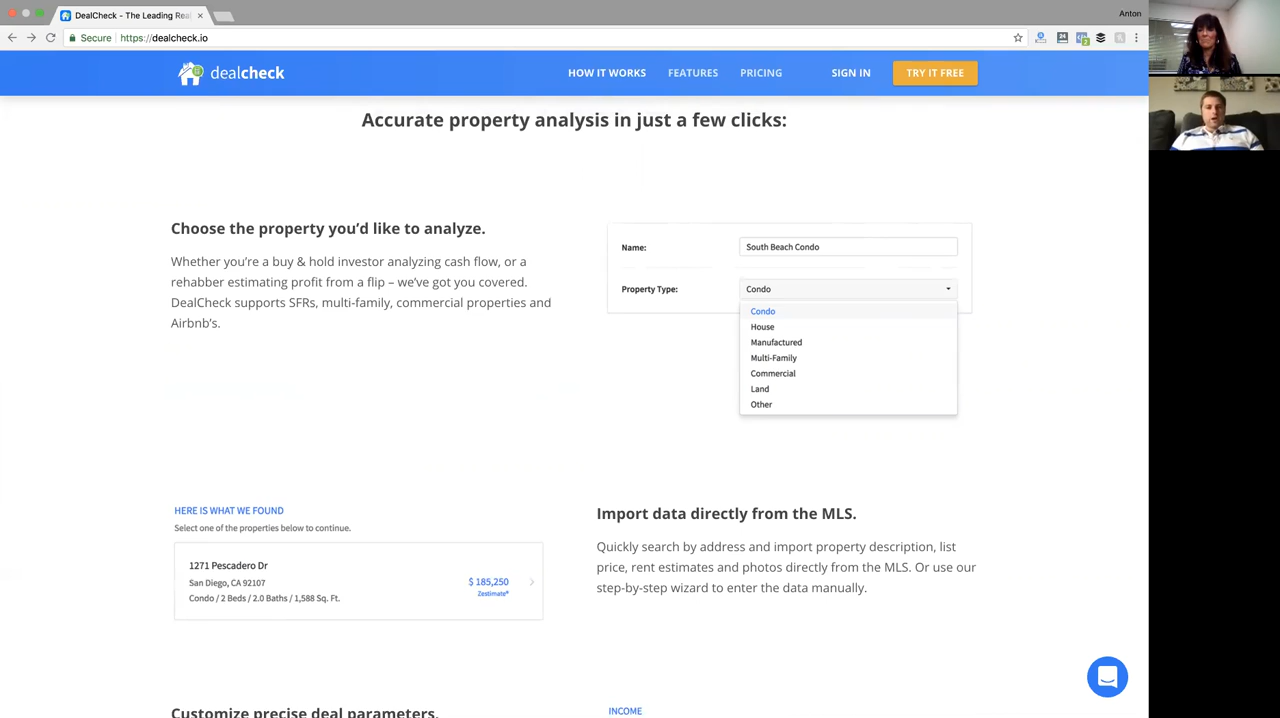 DealCheck - The Leading Rea
Anton
Secure https://dealcheck.io
dealcheck
HOW IT WORKS FEATURES PRICING SIGN IN TRY IT FREE
Accurate property analysis in just a few clicks:
Choose the property you’d like to analyze.
Whether you’re a buy & hold investor analyzing cash flow, or a
rehabber estimating profit from a flip – we’ve got you covered.
DealCheck supports SFRs, multi-family, commercial properties and
Airbnb’s.
Name: South Beach Condo
Property Type: Condo
Condo
House
Manufactured
Multi-Family
Commercial
Land
Other
HERE IS WHAT WE FOUND
Select one of the properties below to continue.
1271 Pescadero Dr
San Diego, CA 92107
Condo / 2 Beds / 2.0 Baths / 1,588 Sq. Ft.
$ 185,250
Zestimate®
Import data directly from the MLS.
Quickly search by address and import property description, list
price, rent estimates and photos directly from the MLS. Or use our
step-by-step wizard to enter the data manually.
Customize precise deal parameters.
INCOME